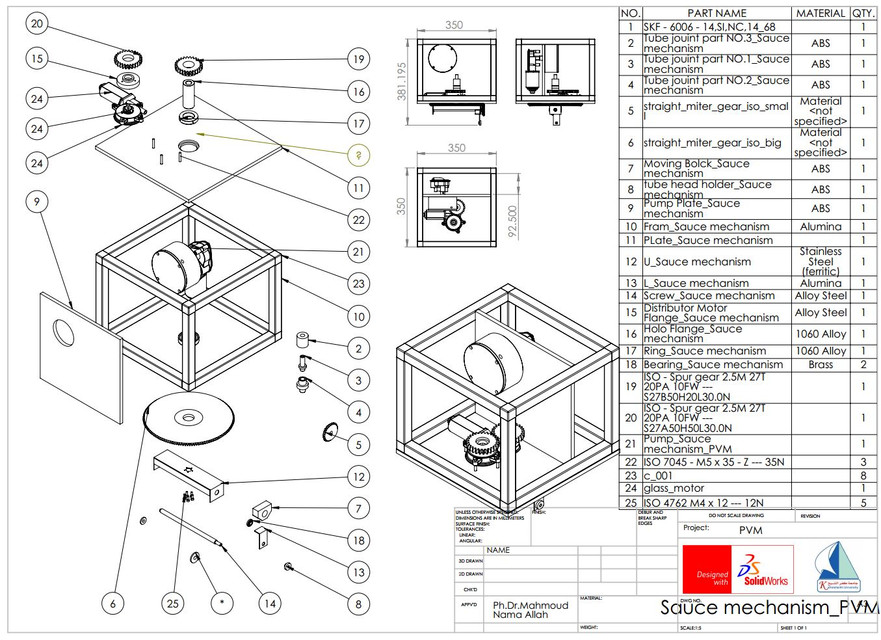 20
15
24
24
24
19
16
17
?
11
22
9
21
23
10
2
3
4
5
12
7
18
13
8
6
25
*
14
350
381.195
350
350
92.500
NO. PART NAME MATERIAL QTY.
1 SKF - 6006 - 14,SI,NC,14_68 1
2 Tube jouint part NO.3_Sauce
mechanism ABS 1
3 Tube jouint part NO.1_Sauce
mechanism ABS 1
4 Tube jouint part NO.2_Sauce
mechanism ABS 1
5 straight_miter_gear_iso_smal
l Material
<not
specified> 1
6 straight_miter_gear_iso_big Material
<not
specified> 1
7 Moving Bolck_Sauce
mechanism ABS 1
8 tube head holder_Sauce
mechanism ABS 1
9 Pump Plate_Sauce
mechanism ABS 1
10 Fram_Sauce mechanism Alumina 1
11 PLate_Sauce mechanism 1
12 U_Sauce mechanism Stainless
Steel
(ferritic) 1
13 L_Sauce mechanism Alumina 1
14 Screw_Sauce mechanism Alloy Steel 1
15 Distributor Motor
Flange_Sauce mechanism Alloy Steel 1
16 Holo Flange_Sauce
mechanism 1060 Alloy 1
17 Ring_Sauce mechanism 1060 Alloy 1
18 Bearing_Sauce mechanism Brass 2
19 ISO - Spur gear 2.5M 27T
20PA 10FW ---
S27B50H20L30.0N 1
20 ISO - Spur gear 2.5M 27T
20PA 10FW ---
S27A50H50L30.0N 1
21 Pump_Sauce
mechanism_PVM 1
22 ISO 7045 - M5 x 35 - Z --- 35N 3
23 c_001 8
24 glass_motor 1
25 ISO 4762 M4 x 12 --- 12N 5
UNLESS OTHERWISE SPECIFIED:
DIMENSIONS ARE IN MILLIMETERS
SURFACE FINISH:
TOLERANCES:
LINEAR:
ANGULAR:
FINISH:
DEBUR AND
BREAK SHARP
EDGES
DO NOT SCALE DRAWING
REVISION
Project:
PVM
NAME
3D DRAWN
2D DRAWN
CHK'D
APPV'D
Ph.Dr.Mahmoud
Nama Allah
MATERIAL:
WEIGHT:
Designed
with
SolidWorks
DWG NO.
Sauce mechanism_PVM
SCALE:1:5
SHEET 1 OF 1